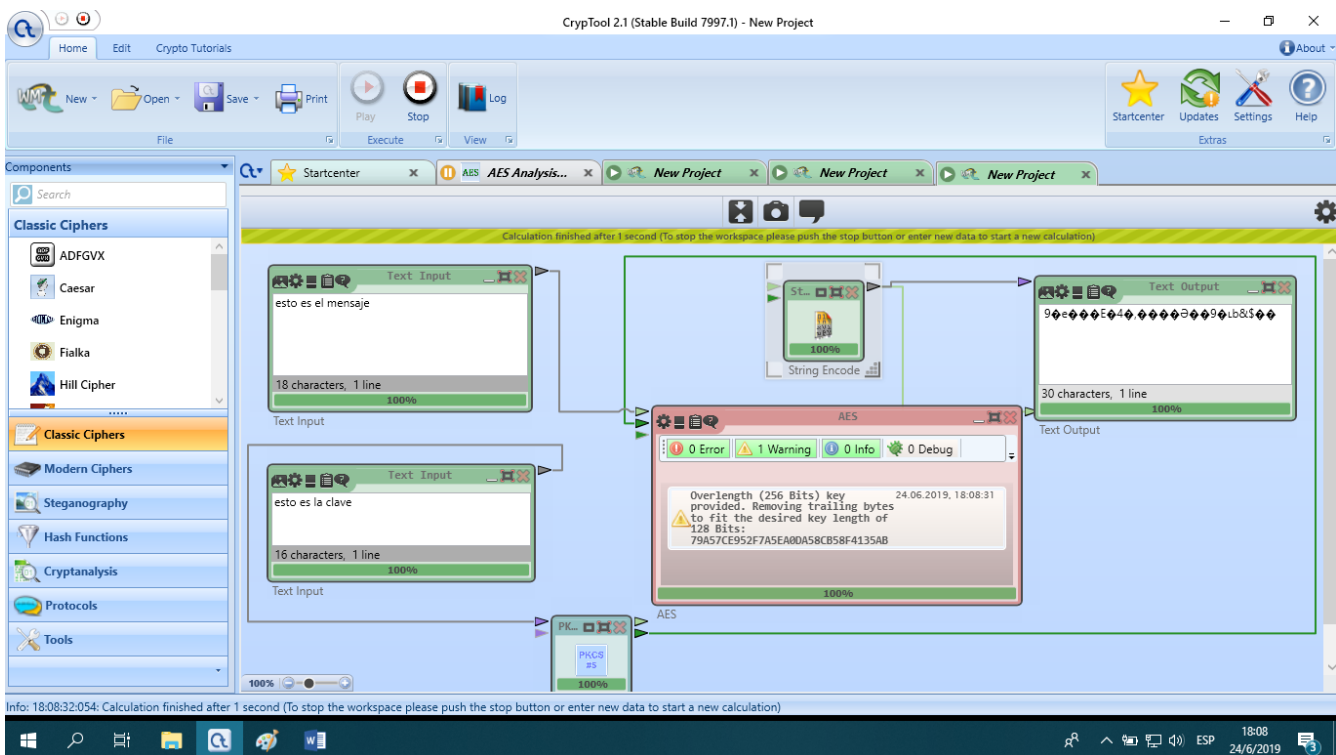 CrypTool 2.1 (Stable Build 7997.1) - New Project
Home Edit Crypto Tutorials About
New Open Save Print Play Stop Log Startcenter Updates Settings Help
File Execute View Extras
Components
Startcenter AES AES Analysis... New Project New Project New Project
Search
Classic Ciphers
ADFGVX
Caesar
Enigma
Fialka
Hill Cipher
Classic Ciphers
Modern Ciphers
Steganography
Hash Functions
Cryptanalysis
Protocols
Tools
Calculation finished after 1 second (To stop the workspace please push the stop button or enter new data to start a new calculation)
Text Input
esto es el mensaje
18 characters, 1 line
100%
Text Input
Text Input
esto es la clave
16 characters, 1 line
100%
Text Input
St...
100%
String Encode
Text Output
9�e���E�4�,����Ə��9�ʟb&$��
30 characters, 1 line
100%
Text Output
AES
0 Error 1 Warning 0 Info 0 Debug
Overlength (256 Bits) key 24.06.2019, 18:08:31
provided. Removing trailing bytes
to fit the desired key length of
128 Bits:
79A57CE952F7A5EA0DA58CB58F4135AB
100%
AES
PK...
PKCS
#5
100%
100%
Info: 18:08:32:054: Calculation finished after 1 second (To stop the workspace please push the stop button or enter new data to start a new calculation)
ESP
18:08
24/6/2019
3